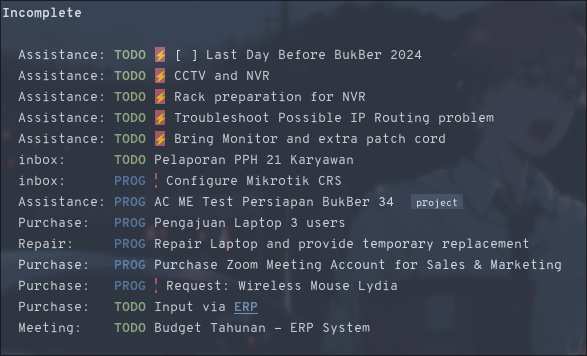 Incomplete
Assistance: TODO ⚡ [ ] Last Day Before BukBer 2024
Assistance: TODO ⚡ CCTV and NVR
Assistance: TODO ⚡ Rack preparation for NVR
Assistance: TODO ⚡ Troubleshoot Possible IP Routing problem
Assistance: TODO ⚡ Bring Monitor and extra patch cord
inbox: TODO Pelaporan PPH 21 Karyawan
inbox: PROG ¦ Configure Mikrotik CRS
Assistance: PROG AC ME Test Persiapan BukBer 34 project
Purchase: PROG Pengajuan Laptop 3 users
Repair: PROG Repair Laptop and provide temporary replacement
Purchase: PROG Purchase Zoom Meeting Account for Sales & Marketing
Purchase: PROG ¦ Request: Wireless Mouse Lydia
Purchase: TODO Input via ERP
Meeting: TODO Budget Tahunan - ERP System